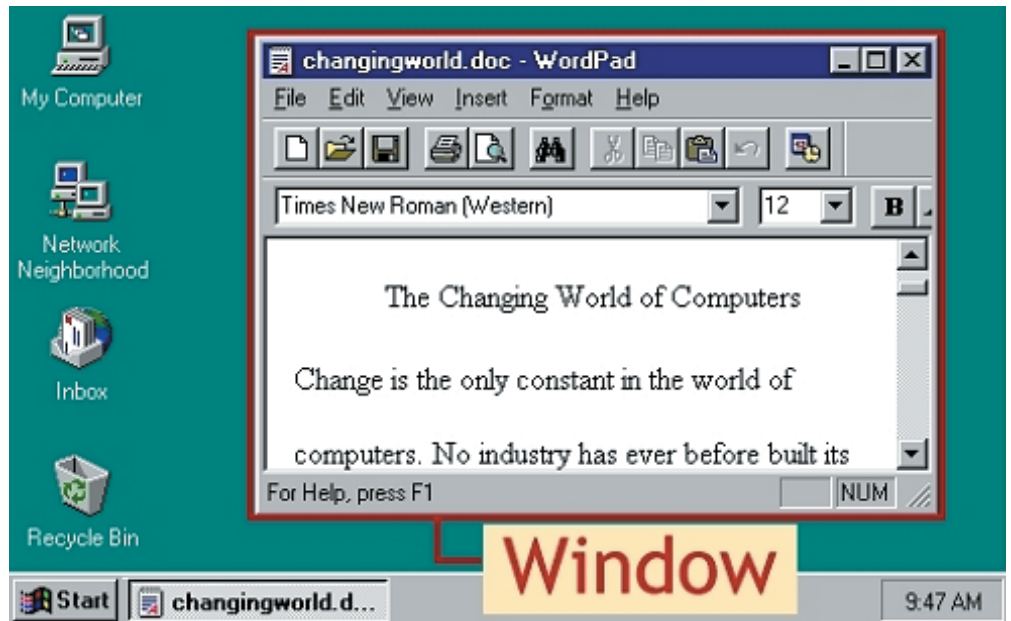 My Computer
Network
Neighborhood
Inbox
Recycle Bin
changingworld.doc - WordPad
File Edit View Insert Format Help
Times New Roman (Western) 12 B
The Changing World of Computers
Change is the only constant in the world of
computers. No industry has ever before built its
For Help, press F1 NUM
Window
Start changingworld.d... 9:47 AM